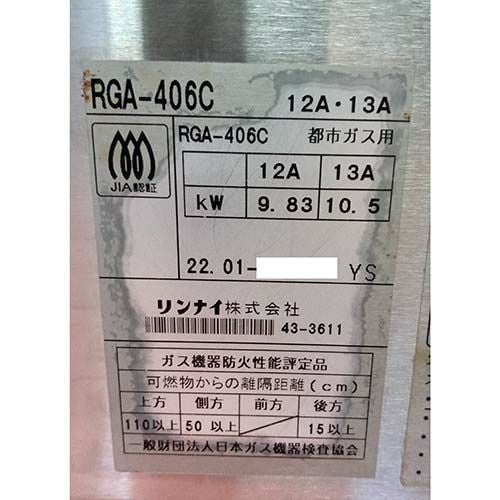 RGA-406C 12A・13A
JIA認証
RGA-406C 都市ガス用
12A 13A
kW 9.83 10.5
22.01- YS
リンナイ株式会社
43-3611
ガス機器防火性能評定品
可燃物からの離隔距離(cm)
上方 側方 前方 後方
110以上 50以上 15以上
一般財団法人日本ガス機器検査協会